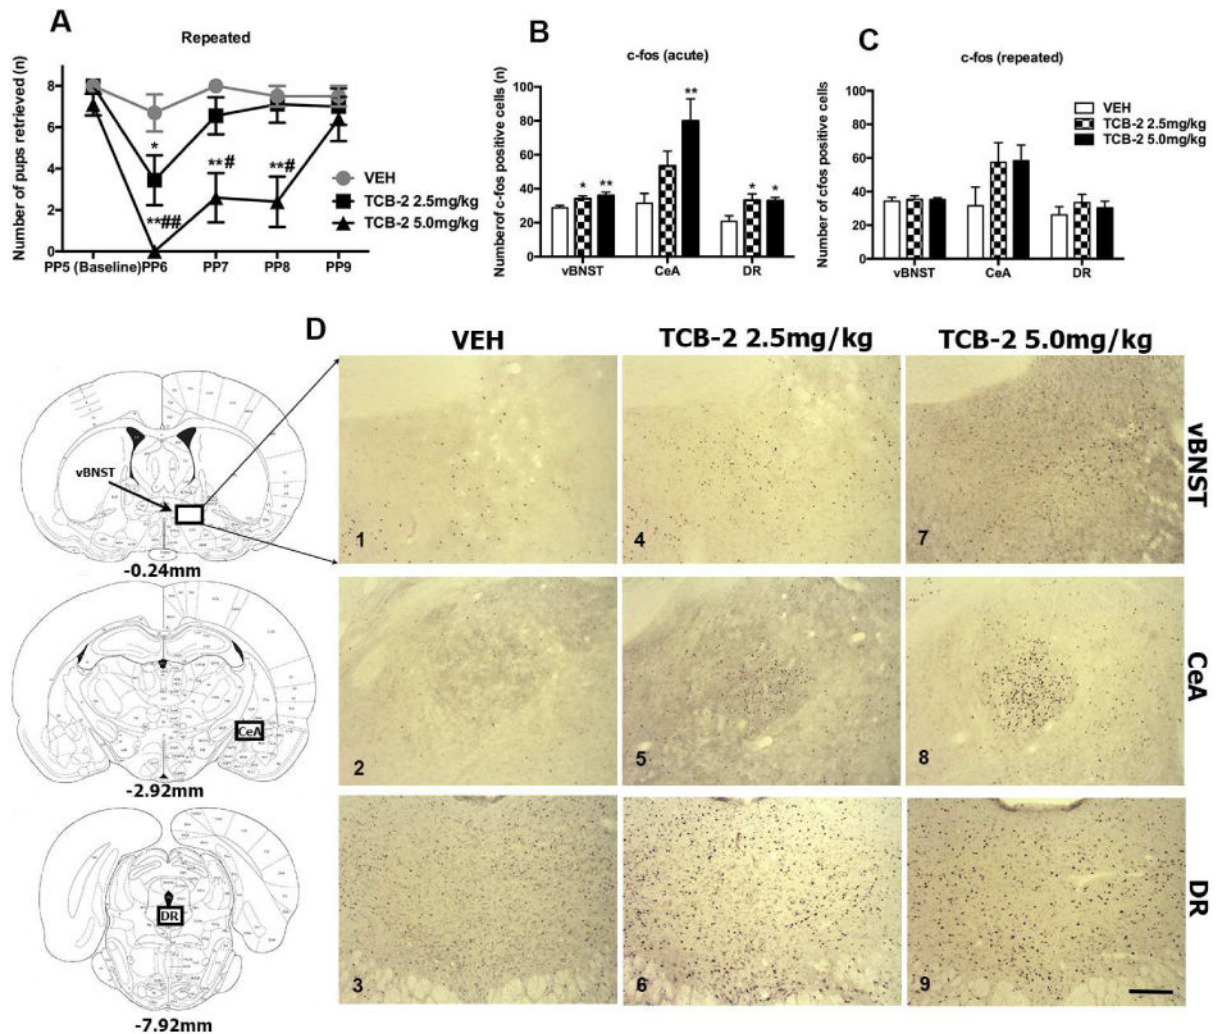 A
Repeated
Number of pups retrieved (n)
8
6
4
2
0
*
**##
**#
**#
VEH
TCB-2 2.5mg/kg
TCB-2 5.0mg/kg
PP5 (Baseline)
PP6
PP7
PP8
PP9
B
c-fos (acute)
Number of c-fos positive cells (n)
100
80
60
40
20
0
*
**
**
*
*
vBNST
CeA
DR
C
c-fos (repeated)
Number of cfos positive cells
100
80
60
40
20
0
VEH
TCB-2 2.5mg/kg
TCB-2 5.0mg/kg
vBNST
CeA
DR
D
VEH
TCB-2 2.5mg/kg
TCB-2 5.0mg/kg
vBNST
-0.24mm
1
4
7
vBNST
CeA
-2.92mm
2
5
8
CeA
DR
-7.92mm
3
6
9
DR